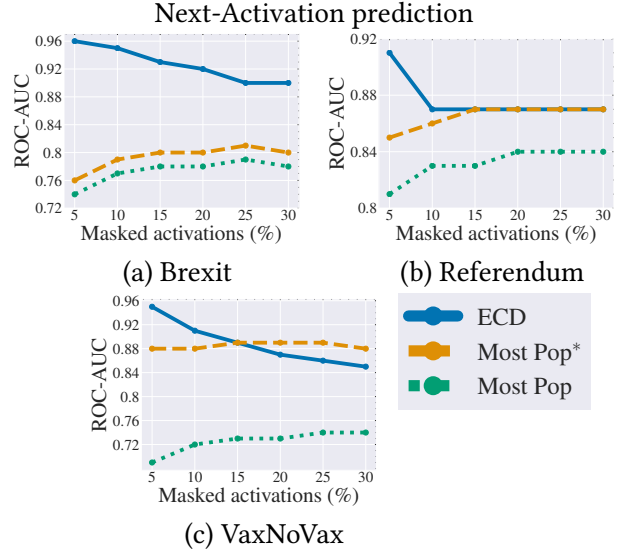 Next-Activation prediction
0.96
0.92
0.88
0.84
0.8
0.76
0.72
ROC-AUC
5 10 15 20 25 30
Masked activations (%)
(a) Brexit
0.92
0.88
0.84
0.8
ROC-AUC
5 10 15 20 25 30
Masked activations (%)
(b) Referendum
0.96
0.92
0.88
0.84
0.80
0.76
0.72
ROC-AUC
5 10 15 20 25 30
Masked activations (%)
(c) VaxNoVax
ECD
Most Pop*
Most Pop